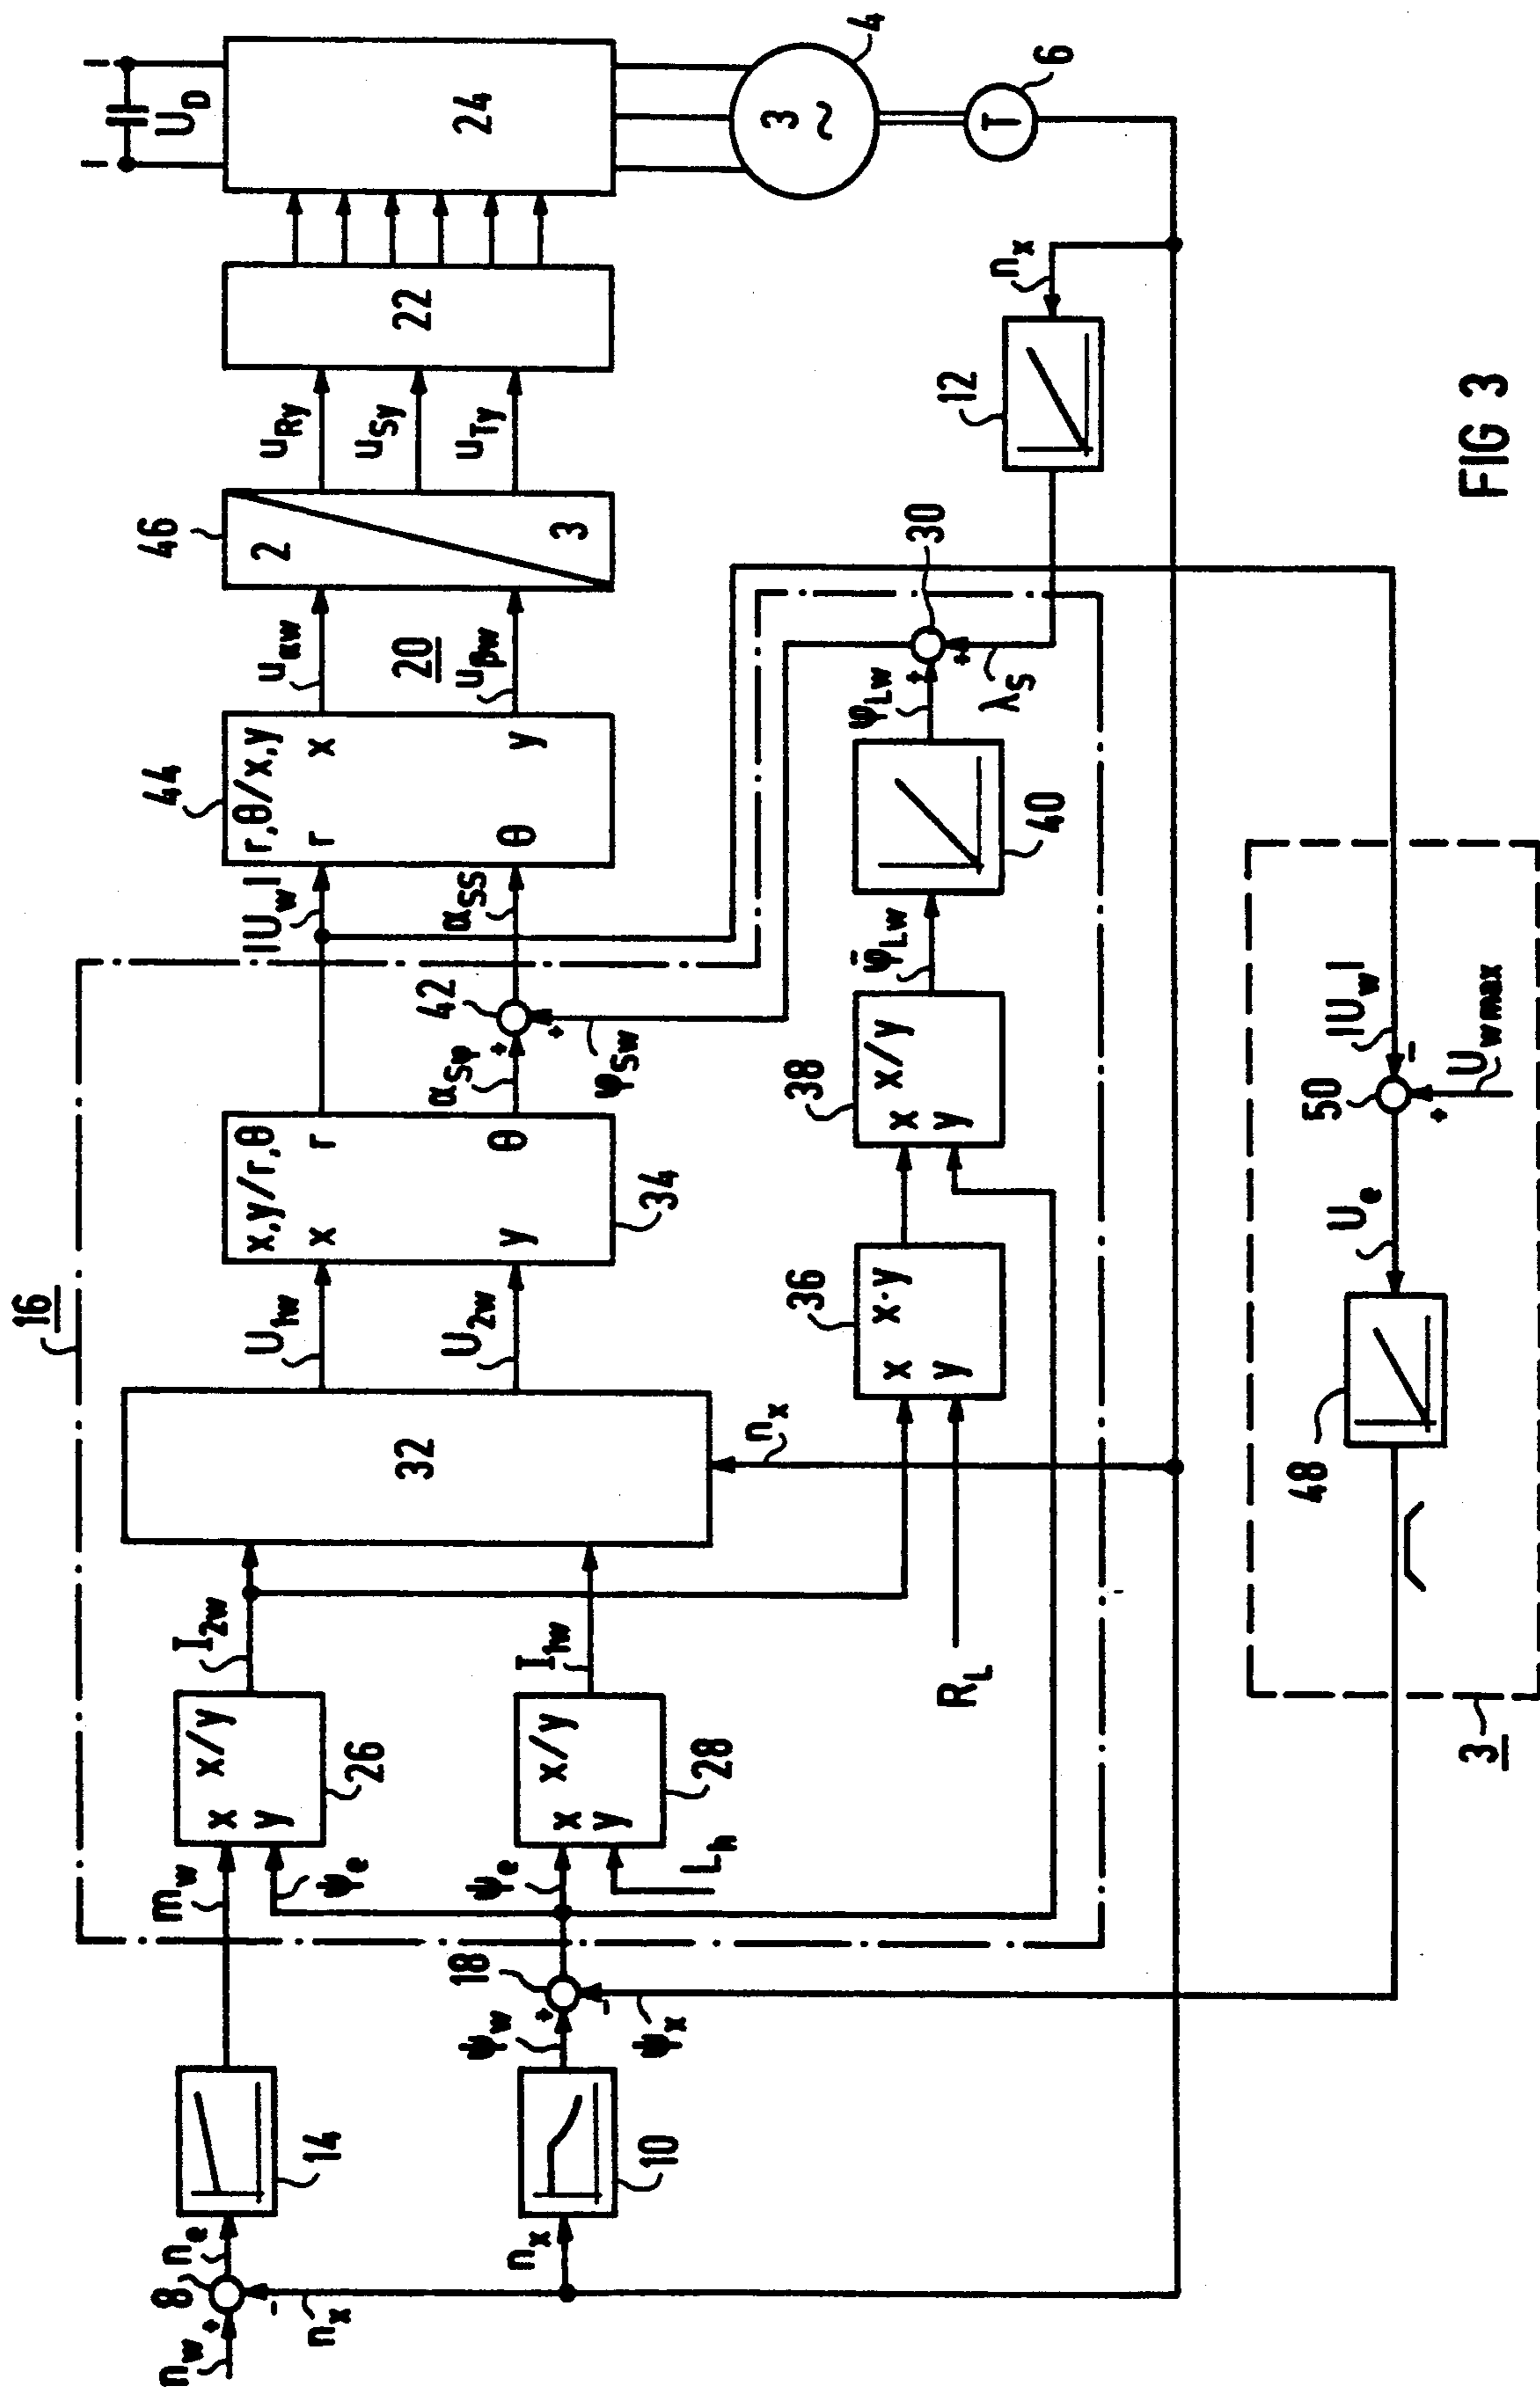 16
n_w
+
8
-
n_e
n_x
14
n_x
10
ψ_w
+
18
-
ψ_x
m_w
ψ_e
x x/y
y
26
I_2w
ψ_e
L_h
x x/y
y
28
I_1w
32
n_x
U_1w
U_2w
x,y/r,θ
x r
y θ
34
α_Sφ
+
42
+
φ_Sw
|U_w|
α_SS
44
r,θ/x,y
r x
θ y
u_αw
20
u_βw
46
2
3
u_Ry
u_Sy
u_Ty
22
24
U_D
3
~
4
T
6
R_L
36
x x·y
y
38
x x/y
y
φ̄_Lw
40
φ_Lw
+
30
+
λ_S
12
n_x
3
48
U_e
50
-
+
|U_w|
U_wmax
FIG 3